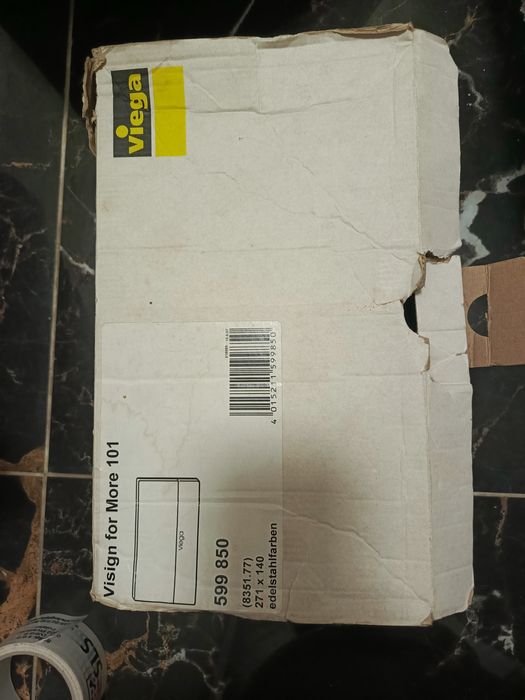 viega
Visign for More 101
4 015211 599850
Viega
599 850
(8351.77)
271 x 140
edelstahlfarben